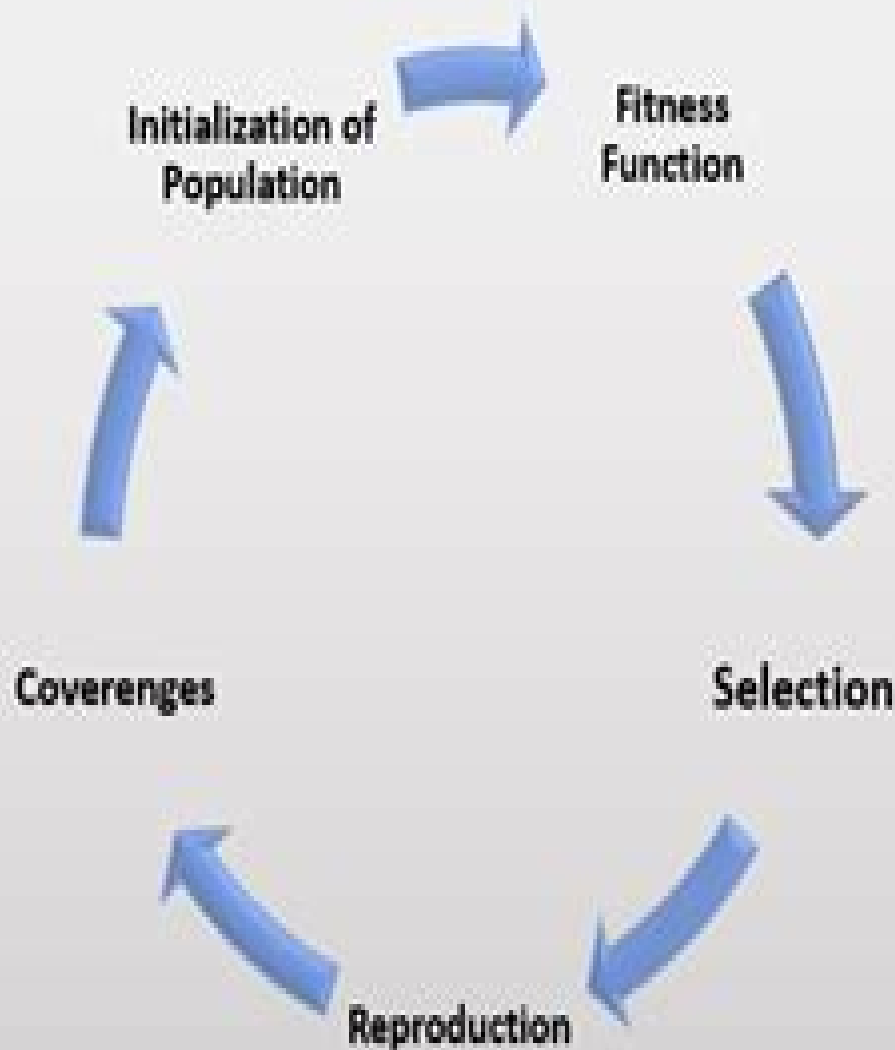 Initialization of
Population
Fitness
Function
Selection
Reproduction
Coverenges